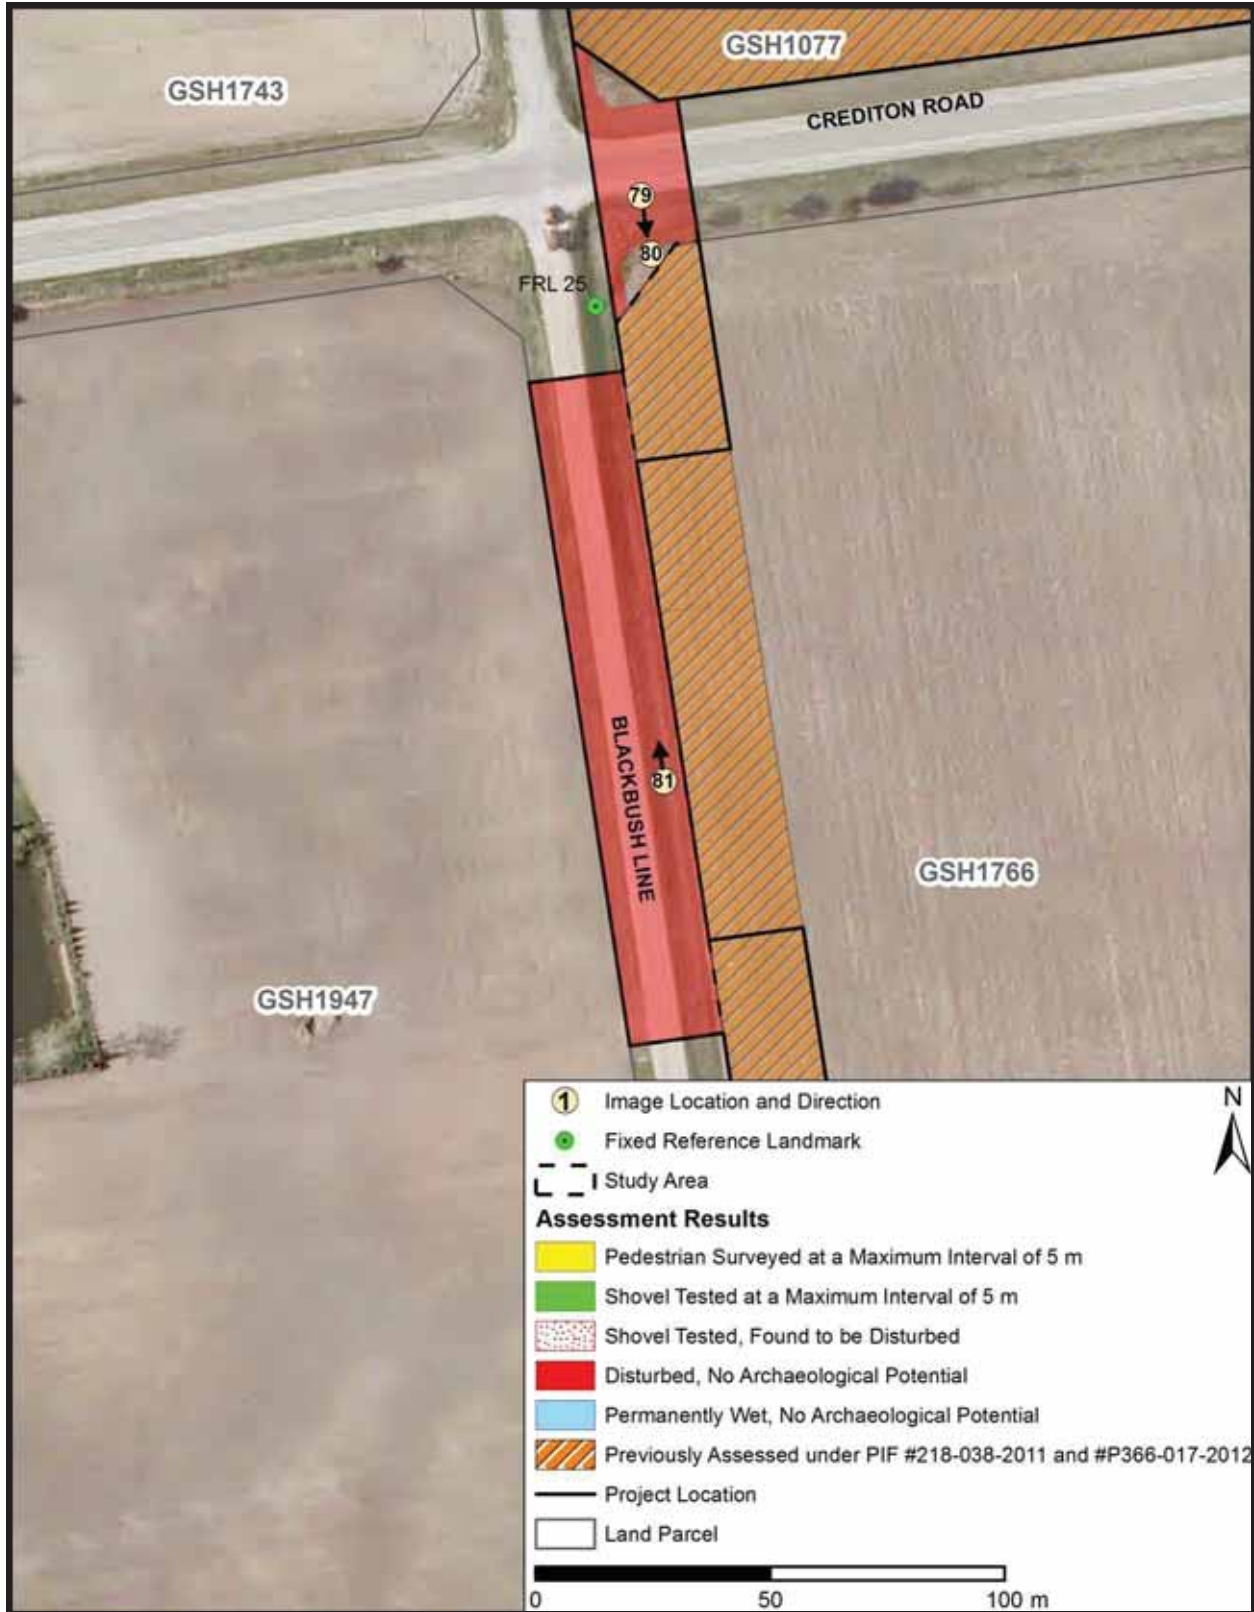 GSH1077
GSH1743
CREDITON ROAD
79
80
FRL 25
BLACKBUSH LINE
81
GSH1766
GSH1947
1 Image Location and Direction
N
Fixed Reference Landmark
Study Area
Assessment Results
Pedestrian Surveyed at a Maximum Interval of 5 m
Shovel Tested at a Maximum Interval of 5 m
Shovel Tested, Found to be Disturbed
Disturbed, No Archaeological Potential
Permanently Wet, No Archaeological Potential
Previously Assessed under PIF #218-038-2011 and #P366-017-2012
Project Location
Land Parcel
0 50 100 m